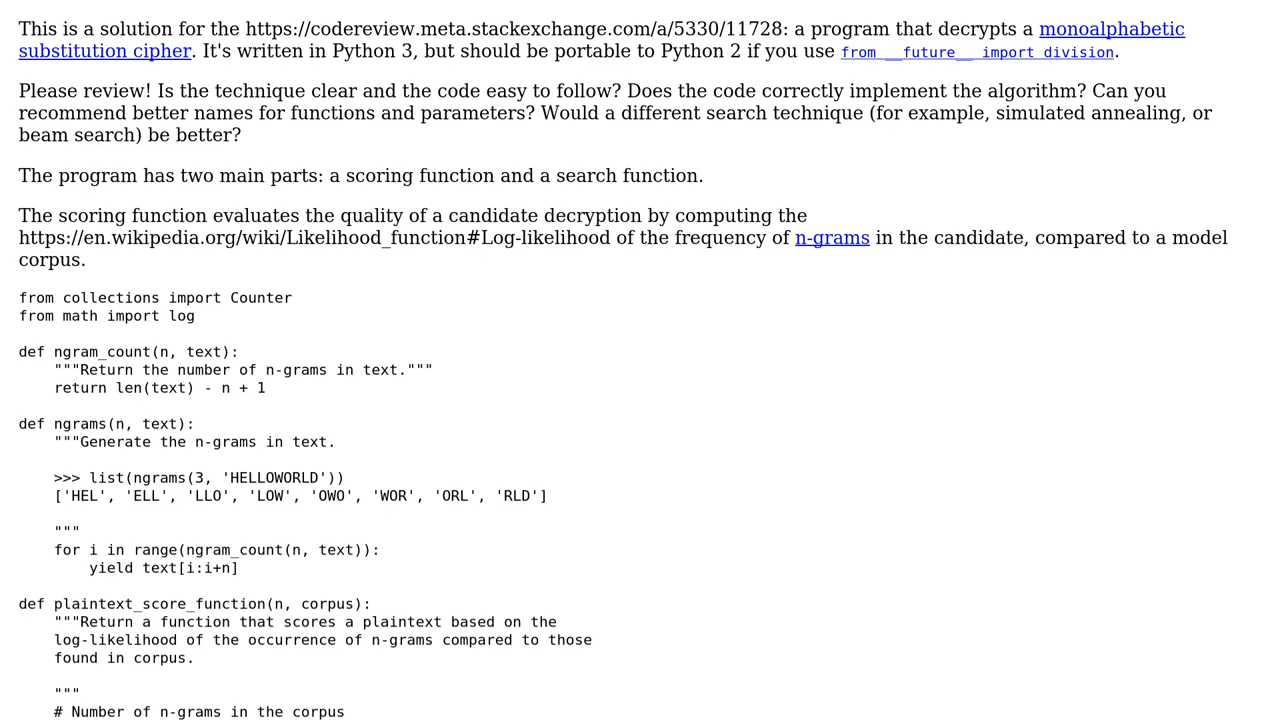 This is a solution for the https://codereview.meta.stackexchange.com/a/5330/11728: a program that decrypts a monoalphabetic
substitution cipher. It's written in Python 3, but should be portable to Python 2 if you use from __future__ import division.
Please review! Is the technique clear and the code easy to follow? Does the code correctly implement the algorithm? Can you
recommend better names for functions and parameters? Would a different search technique (for example, simulated annealing, or
beam search) be better?
The program has two main parts: a scoring function and a search function.
The scoring function evaluates the quality of a candidate decryption by computing the
https://en.wikipedia.org/wiki/Likelihood_function#Log-likelihood of the frequency of n-grams in the candidate, compared to a model
corpus.
from collections import Counter
from math import log
def ngram_count(n, text):
    """Return the number of n-grams in text."""
    return len(text) - n + 1
def ngrams(n, text):
    """Generate the n-grams in text.
    >>> list(ngrams(3, 'HELLOWORLD'))
    ['HEL', 'ELL', 'LLO', 'LOW', 'OWO', 'WOR', 'ORL', 'RLD']
    """
    for i in range(ngram_count(n, text)):
        yield text[i:i+n]
def plaintext_score_function(n, corpus):
    """Return a function that scores a plaintext based on the
    log-likelihood of the occurrence of n-grams compared to those
    found in corpus.
    """
    # Number of n-grams in the corpus